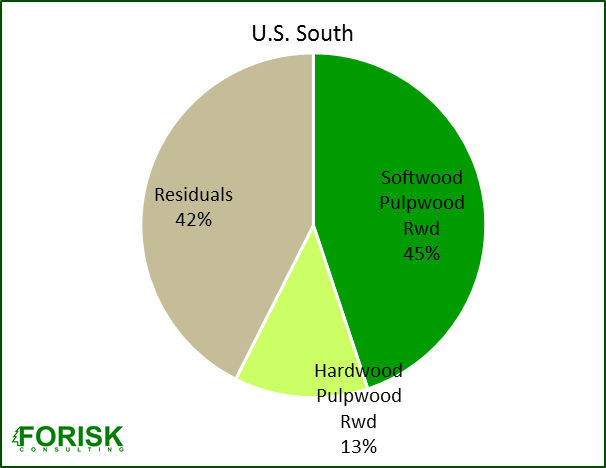 U.S. South
Softwood
Pulpwood
Rwd
45%
Residuals
42%
Hardwood
Pulpwood
Rwd
13%
FORISK
CONSULTING